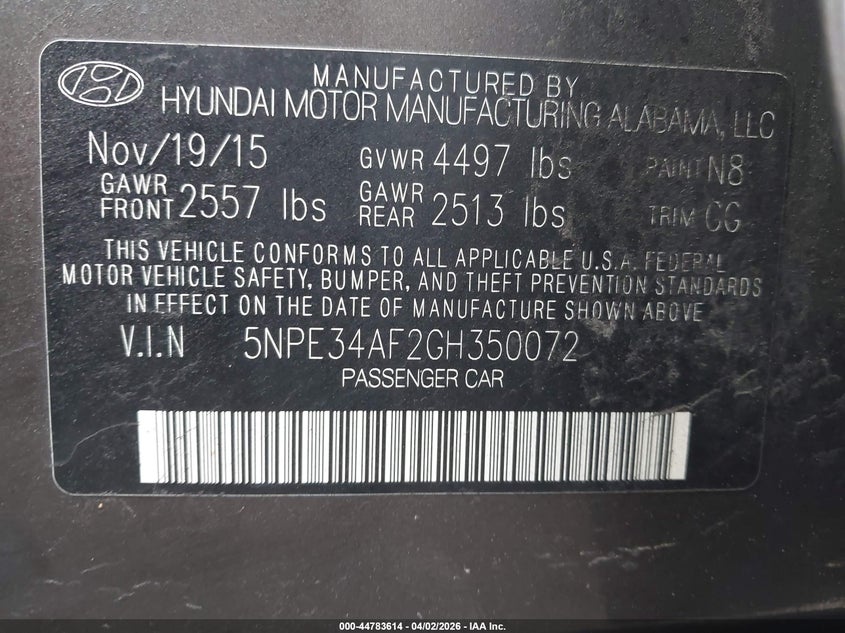 MANUFACTURED BY
HYUNDAI MOTOR MANUFACTURING ALABAMA, LLC
Nov/19/15 GVWR 4497 lbs PAINT N8
GAWR FRONT 2557 lbs GAWR REAR 2513 lbs TRIM CG
THIS VEHICLE CONFORMS TO ALL APPLICABLE U.S.A. FEDERAL
MOTOR VEHICLE SAFETY, BUMPER, AND THEFT PREVENTION STANDARDS
IN EFFECT ON THE DATE OF MANUFACTURE SHOWN ABOVE
V.I.N 5NPE34AF2GH350072
PASSENGER CAR
000-44783614 - 04/02/2026 - IAA Inc.